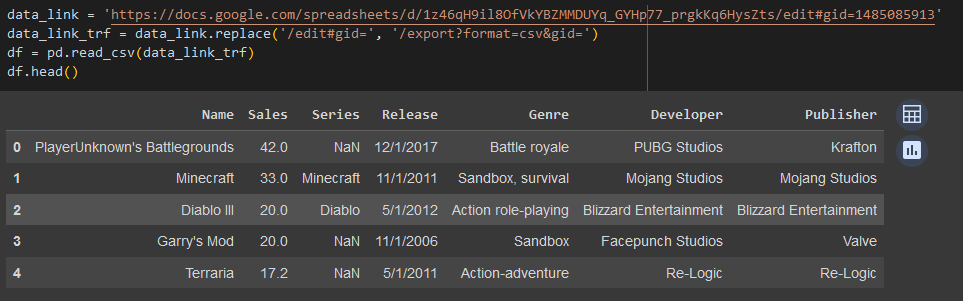 data_link = 'https://docs.google.com/spreadsheets/d/1z46qH9il8OfVkYBZMMDUYq_GYHp77_prgkKq6HysZts/edit#gid=1485085913'
data_link_trf = data_link.replace('/edit#gid=', '/export?format=csv&gid=')
df = pd.read_csv(data_link_trf)
df.head()
Name Sales Series Release Genre Developer Publisher
0 PlayerUnknown's Battlegrounds 42.0 NaN 12/1/2017 Battle royale PUBG Studios Krafton
1 Minecraft 33.0 Minecraft 11/1/2011 Sandbox, survival Mojang Studios Mojang Studios
2 Diablo III 20.0 Diablo 5/1/2012 Action role-playing Blizzard Entertainment Blizzard Entertainment
3 Garry's Mod 20.0 NaN 11/1/2006 Sandbox Facepunch Studios Valve
4 Terraria 17.2 NaN 5/1/2011 Action-adventure Re-Logic Re-Logic